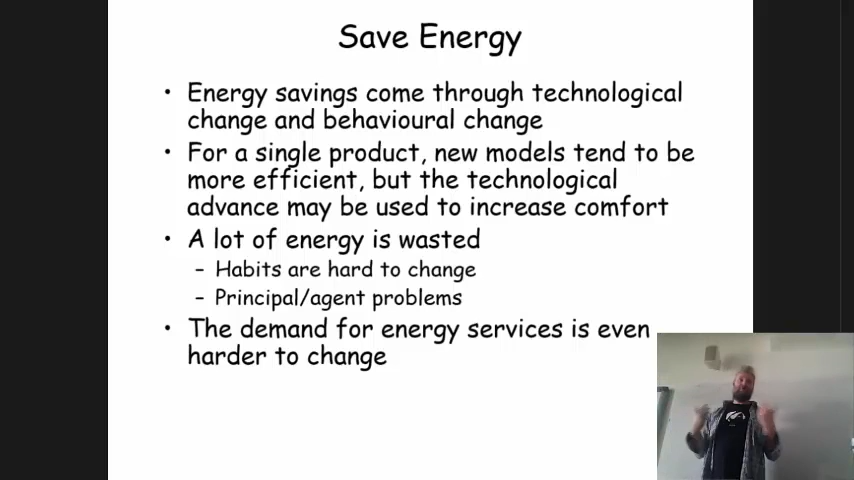 Save Energy
• Energy savings come through technological
change and behavioural change
• For a single product, new models tend to be
more efficient, but the technological
advance may be used to increase comfort
• A lot of energy is wasted
– Habits are hard to change
– Principal/agent problems
• The demand for energy services is even
harder to change